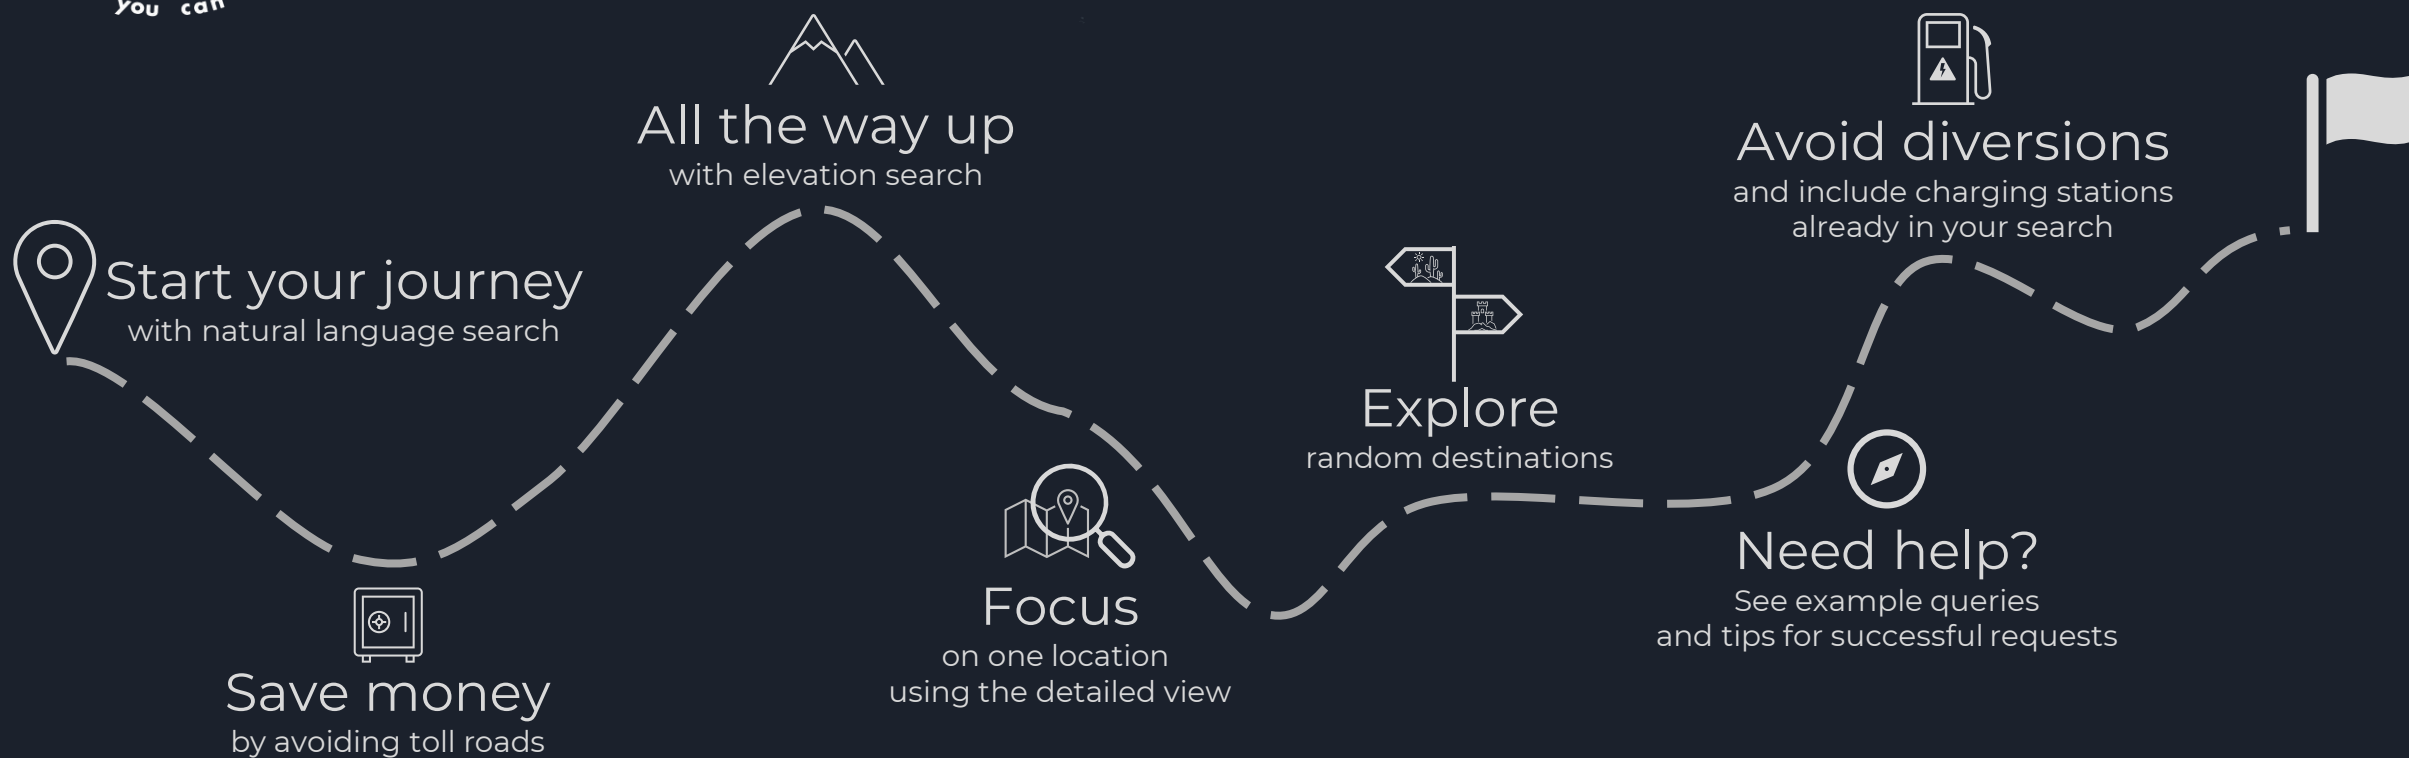 you can
All the way up
with elevation search
Avoid diversions
and include charging stations
already in your search
Start your journey
with natural language search
Explore
random destinations
Need help?
See example queries
and tips for successful requests
Focus
on one location
using the detailed view
Save money
by avoiding toll roads